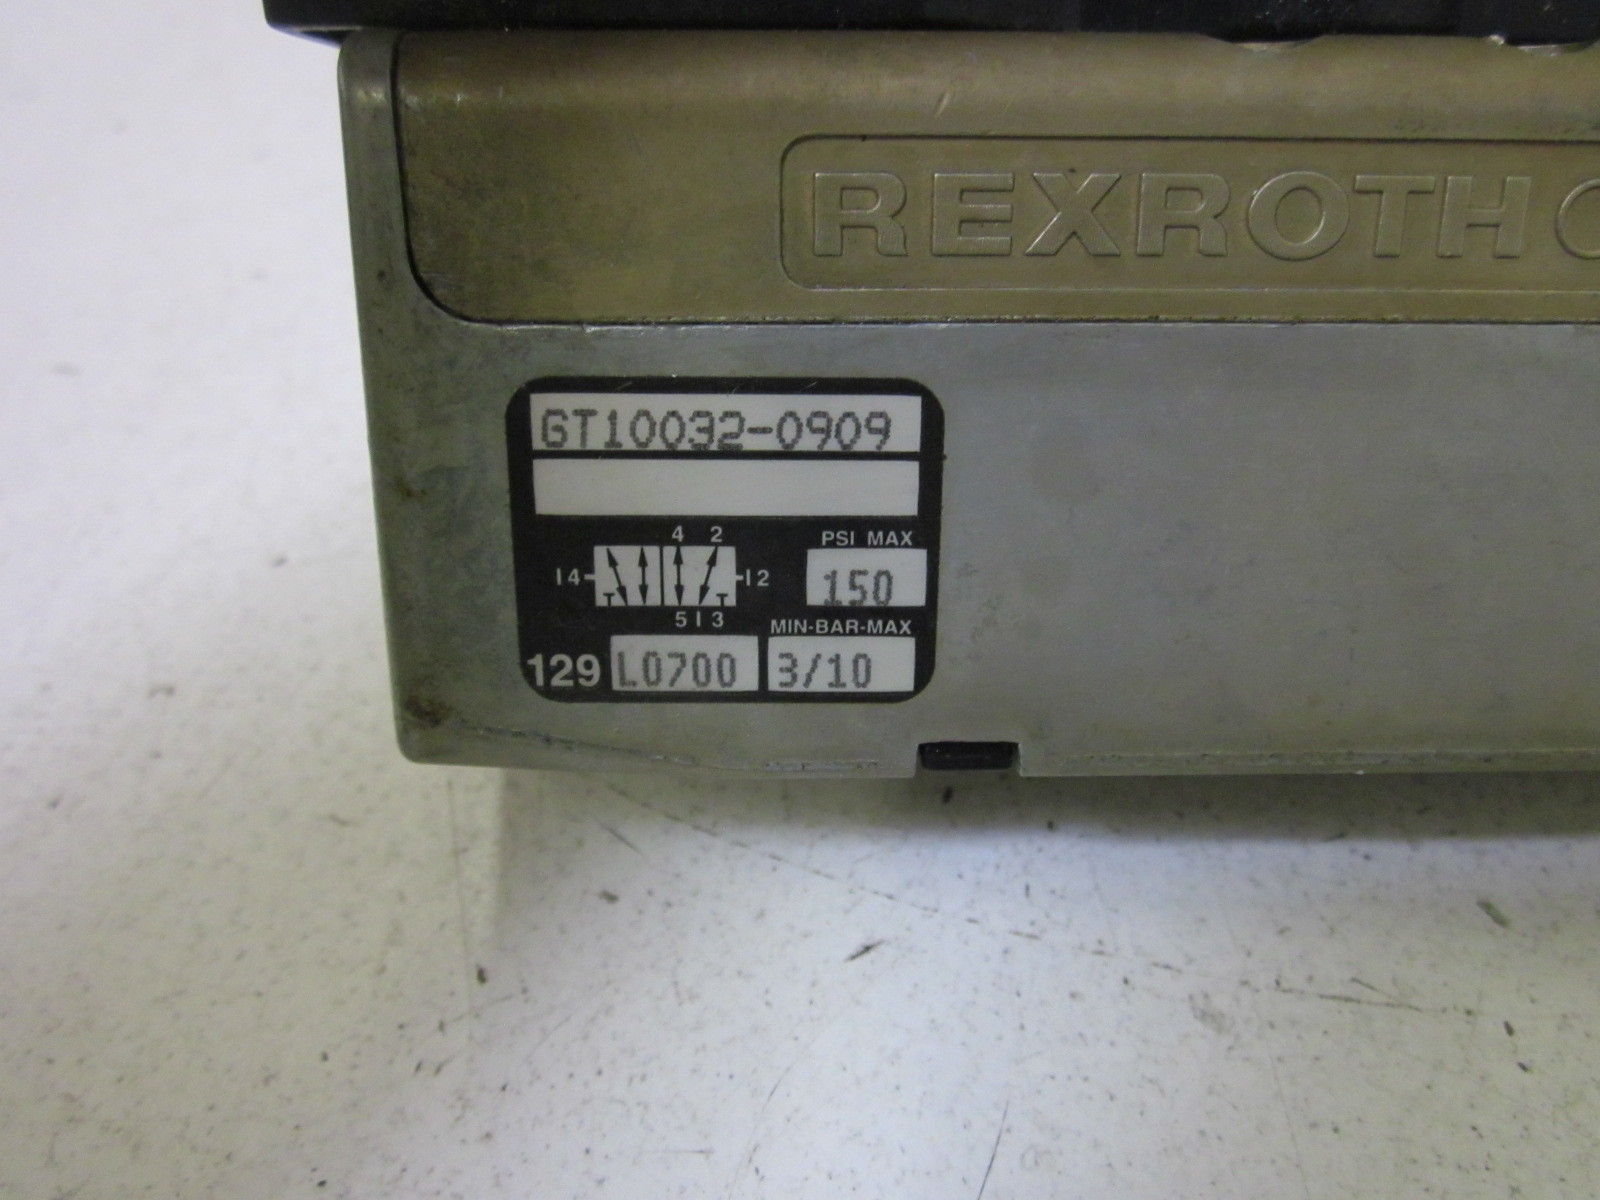 REXROTH
GT10032-0909
4 2
PSI MAX
14 12
150
5 1 3
MIN-BAR-MAX
129 L0700 3/10